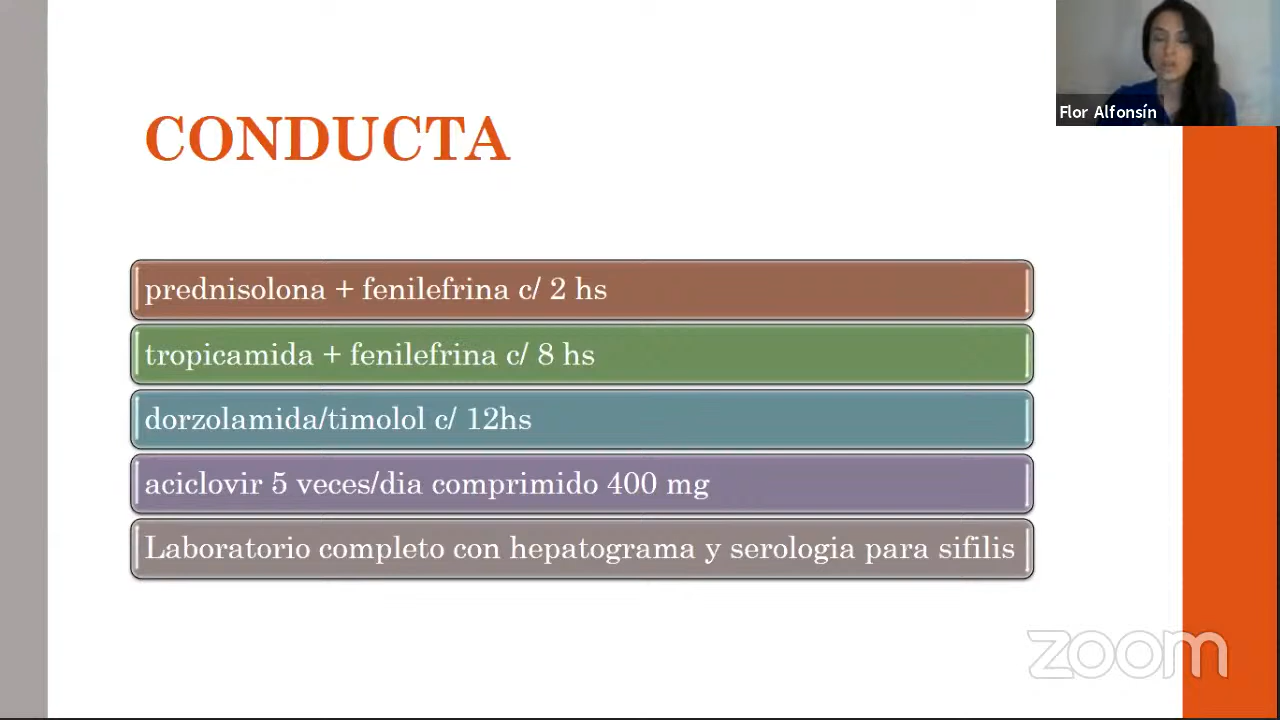 Flor Alfonsín
CONDUCTA
prednisolona + fenilefrina c/ 2 hs
tropicamida + fenilefrina c/ 8 hs
dorzolamida/timolol c/ 12hs
aciclovir 5 veces/dia comprimido 400 mg
Laboratorio completo con hepatograma y serologia para sifilis
zoom